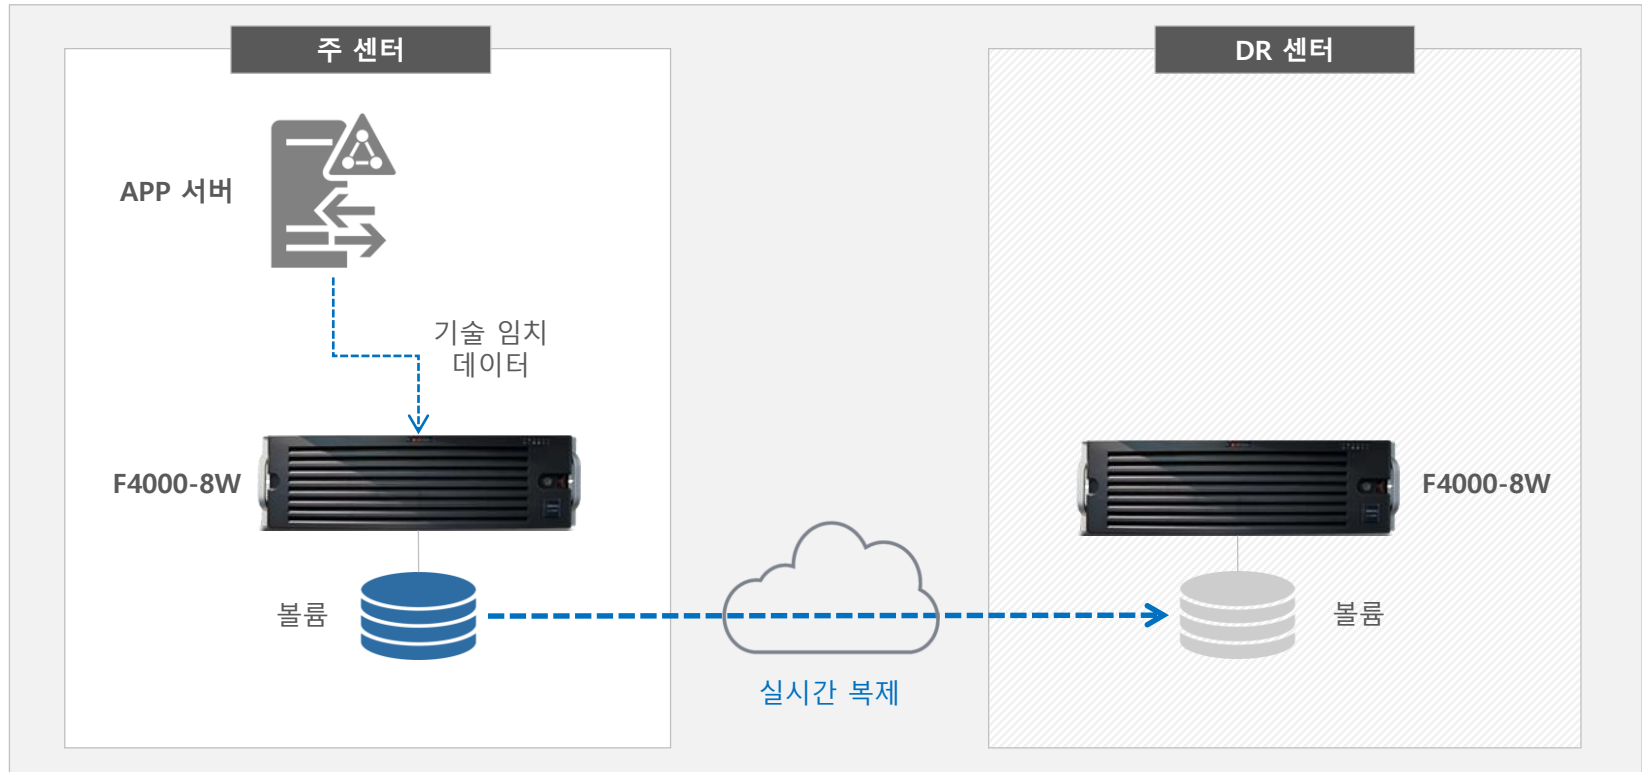 주 센터
DR 센터
APP 서버
기술 임치
데이터
F4000-8W
F4000-8W
볼륨
볼륨
실시간 복제